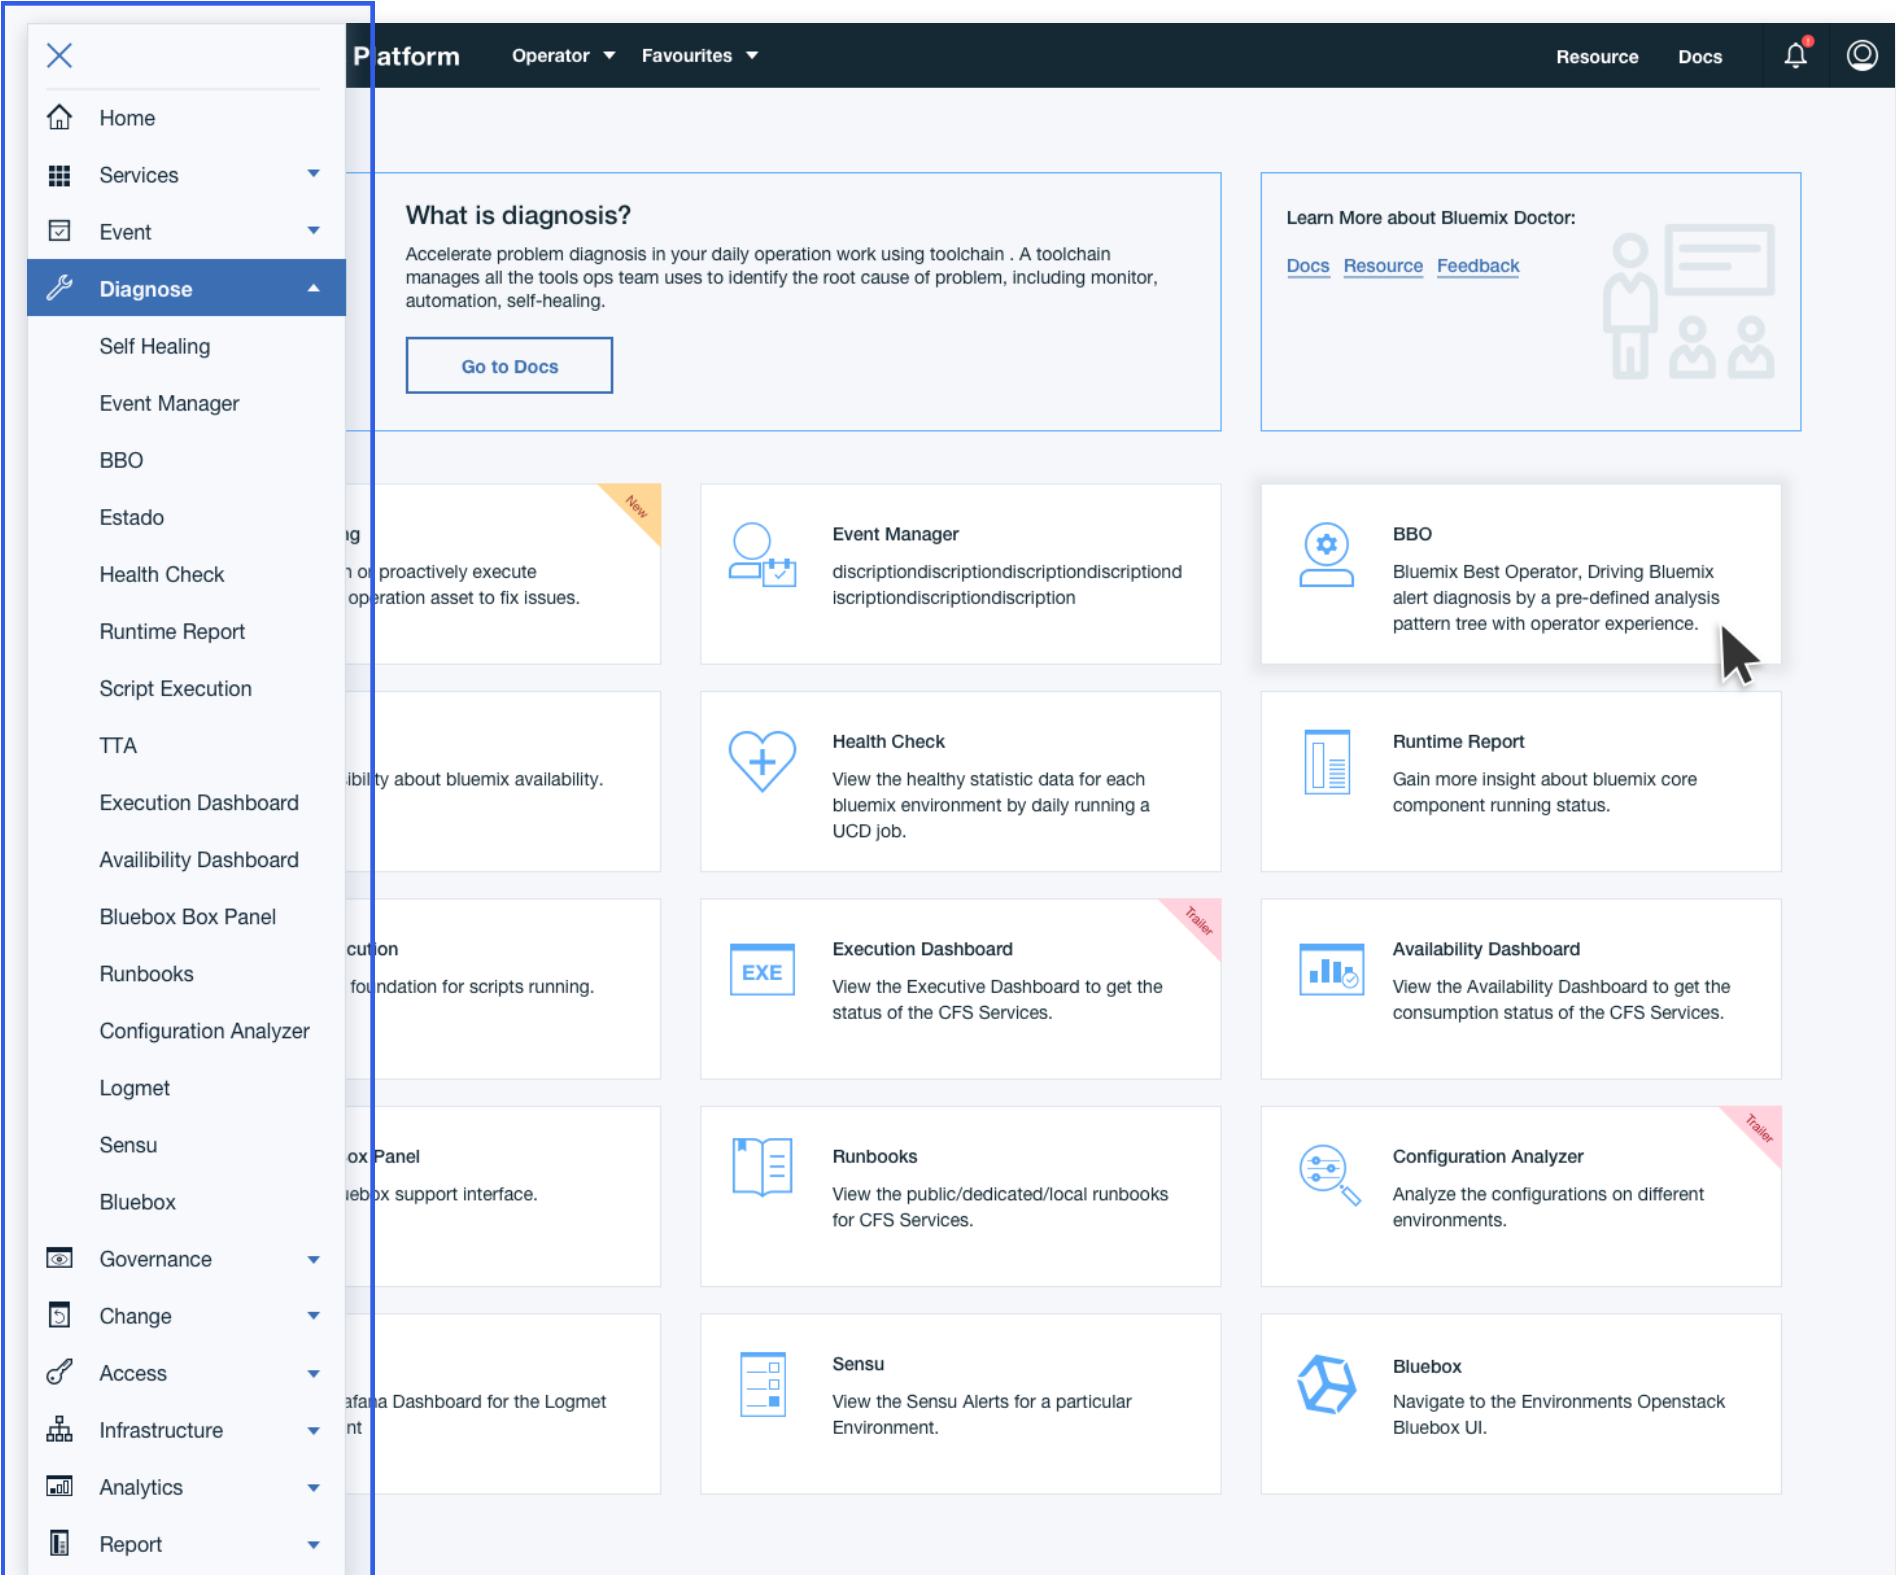 Platform
Operator
Favourites
Resource
Docs
Home
Services
Event
Diagnose
Self Healing
Event Manager
BBO
Estado
Health Check
Runtime Report
Script Execution
TTA
Execution Dashboard
Availibility Dashboard
Bluebox Box Panel
Runbooks
Configuration Analyzer
Logmet
Sensu
Bluebox
Governance
Change
Access
Infrastructure
Analytics
Report
What is diagnosis?
Accelerate problem diagnosis in your daily operation work using toolchain . A toolchain
manages all the tools ops team uses to identify the root cause of problem, including monitor,
automation, self-healing.
Go to Docs
Learn More about Bluemix Doctor:
Docs Resource Feedback
New
ng
or proactively execute
operation asset to fix issues.
Event Manager
discriptiondiscriptiondiscriptiondiscriptiond
iscriptiondiscriptiondiscription
BBO
Bluemix Best Operator, Driving Bluemix
alert diagnosis by a pre-defined analysis
pattern tree with operator experience.
ibility about bluemix availability.
Health Check
View the healthy statistic data for each
bluemix environment by daily running a
UCD job.
Runtime Report
Gain more insight about bluemix core
component running status.
cution
foundation for scripts running.
Trailer
EXE
Execution Dashboard
View the Executive Dashboard to get the
status of the CFS Services.
Availability Dashboard
View the Availability Dashboard to get the
consumption status of the CFS Services.
ox Panel
uebox support interface.
Runbooks
View the public/dedicated/local runbooks
for CFS Services.
Trailer
Configuration Analyzer
Analyze the configurations on different
environments.
afana Dashboard for the Logmet
nt
Sensu
View the Sensu Alerts for a particular
Environment.
Bluebox
Navigate to the Environments Openstack
Bluebox UI.